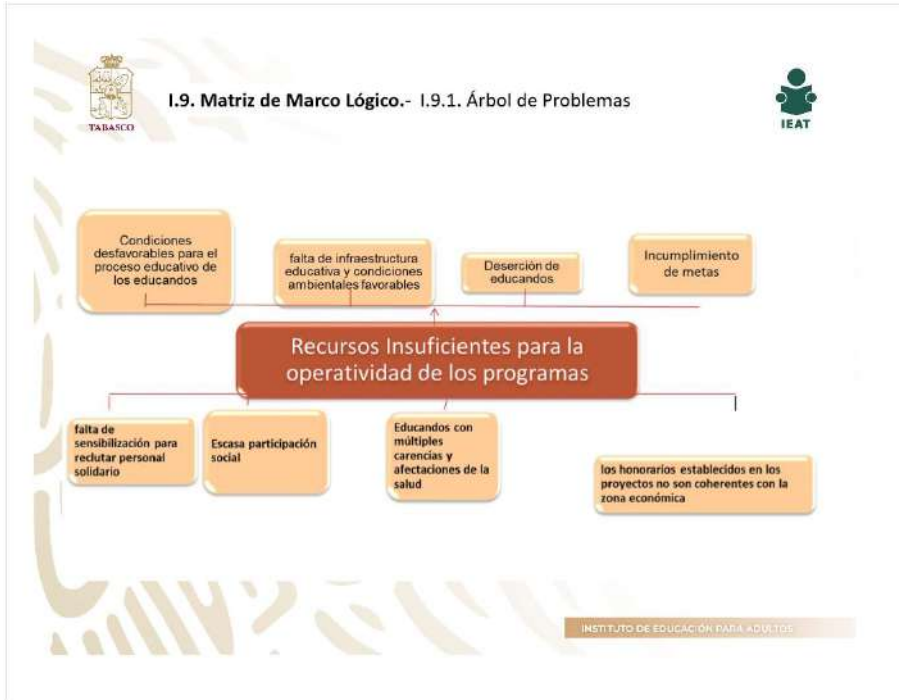 TABASCO
I.9. Matriz de Marco Lógico.- I.9.1. Árbol de Problemas
IEAT
Condiciones
desfavorables para el
proceso educativo de
los educandos
falta de infraestructura
educativa y condiciones
ambientales favorables
Deserción de
educandos
Incumplimiento
de metas
Recursos Insuficientes para la
operatividad de los programas
falta de
sensibilización para
reclutar personal
solidario
Escasa participación
social
Educandos con
múltiples
carencias y
afectaciones de la
salud
los honorarios establecidos en los
proyectos no son coherentes con la
zona económica
INSTITUTO DE EDUCACIÓN PARA ADULTOS